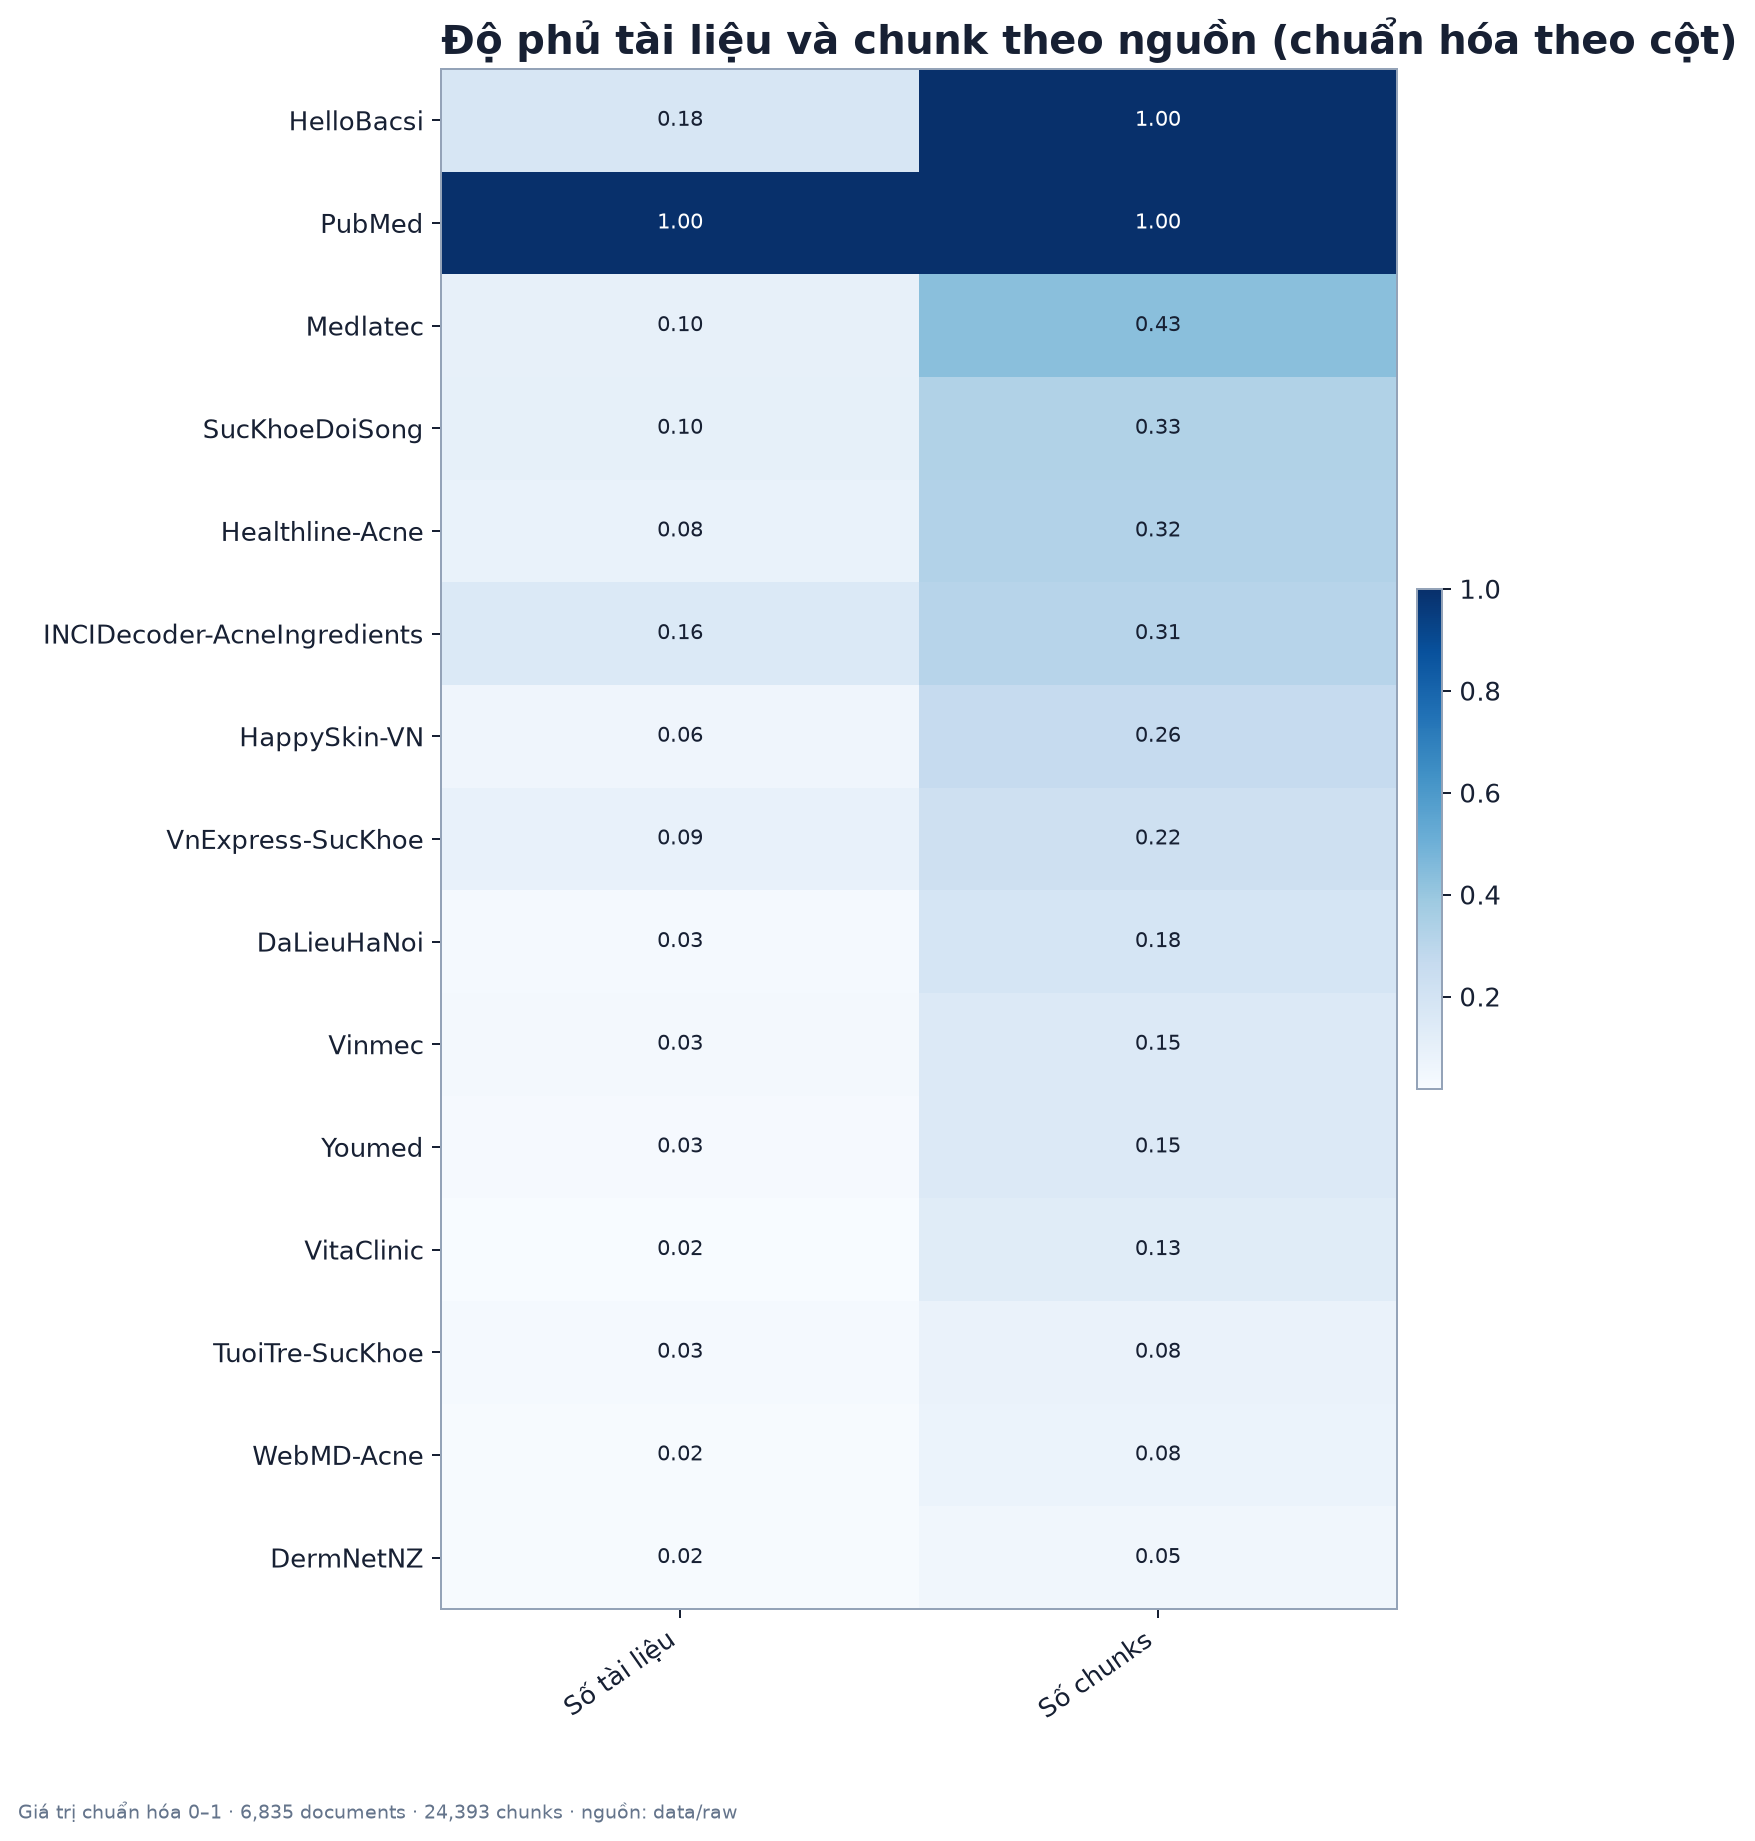 Độ phủ tài liệu và chunk theo nguồn (chuẩn hóa theo cột)
HelloBacsi 0.18 1.00
PubMed 1.00 1.00
Medlatec 0.10 0.43
SucKhoeDoiSong 0.10 0.33
Healthline-Acne 0.08 0.32
INCIDecoder-AcneIngredients 0.16 0.31
HappySkin-VN 0.06 0.26
VnExpress-SucKhoe 0.09 0.22
DaLieuHaNoi 0.03 0.18
Vinmec 0.03 0.15
Youmed 0.03 0.15
VitaClinic 0.02 0.13
TuoiTre-SucKhoe 0.03 0.08
WebMD-Acne 0.02 0.08
DermNetNZ 0.02 0.05
Số tài liệu
Số chunks
1.0
0.8
0.6
0.4
0.2
Giá trị chuẩn hóa 0–1 · 6,835 documents · 24,393 chunks · nguồn: data/raw